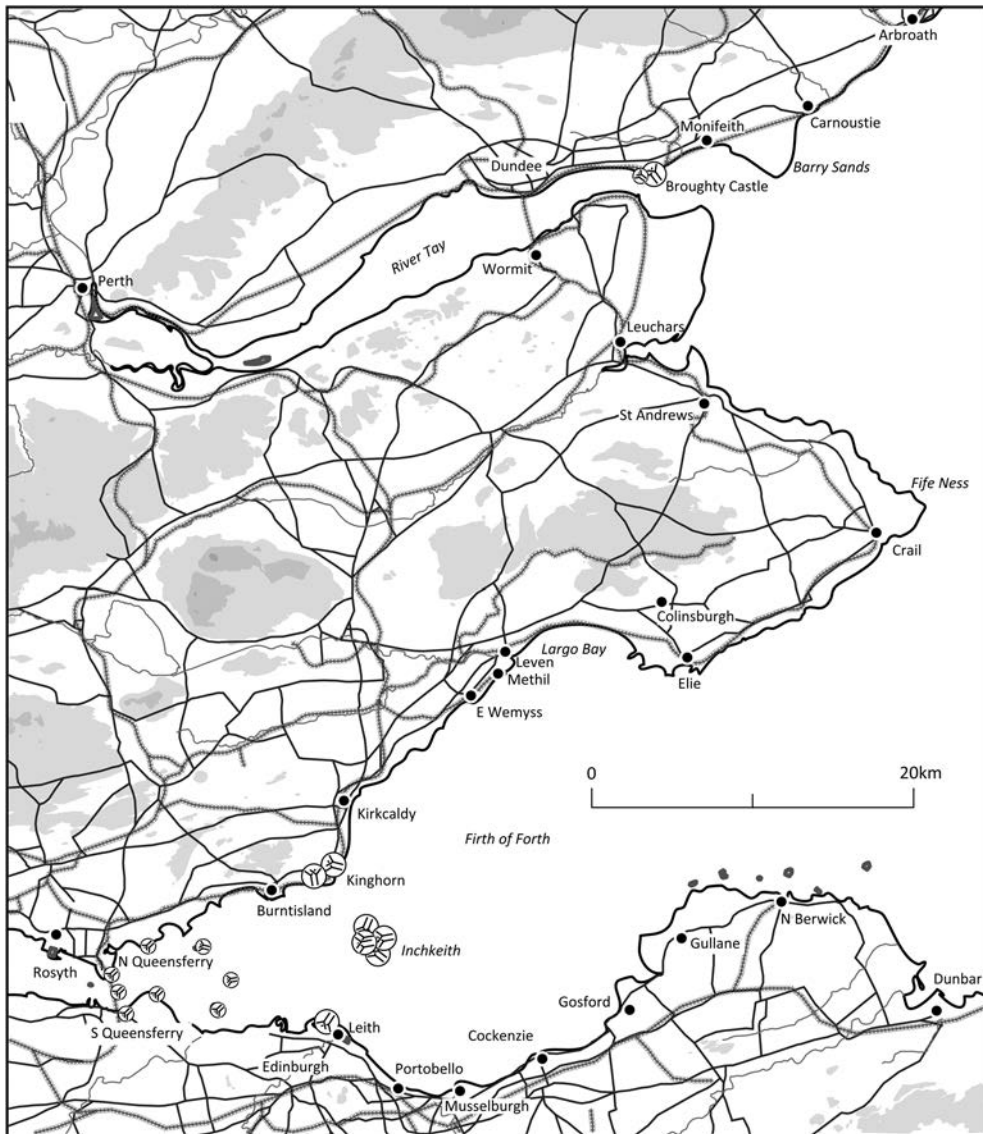 Arbroath
Carnoustie
Monifeith
Barry Sands
Dundee
Broughty Castle
River Tay
Wormit
Perth
Leuchars
St Andrews
Fife Ness
Crail
Colinsburgh
Largo Bay
Leven
Elie
Methil
E Wemyss
0
20km
Kirkcaldy
Firth of Forth
Kinghorn
Burntisland
N Berwick
Gullane
Inchkeith
N Queensferry
Rosyth
Dunbar
Gosford
S Queensferry
Leith
Cockenzie
Edinburgh
Portobello
Musselburgh